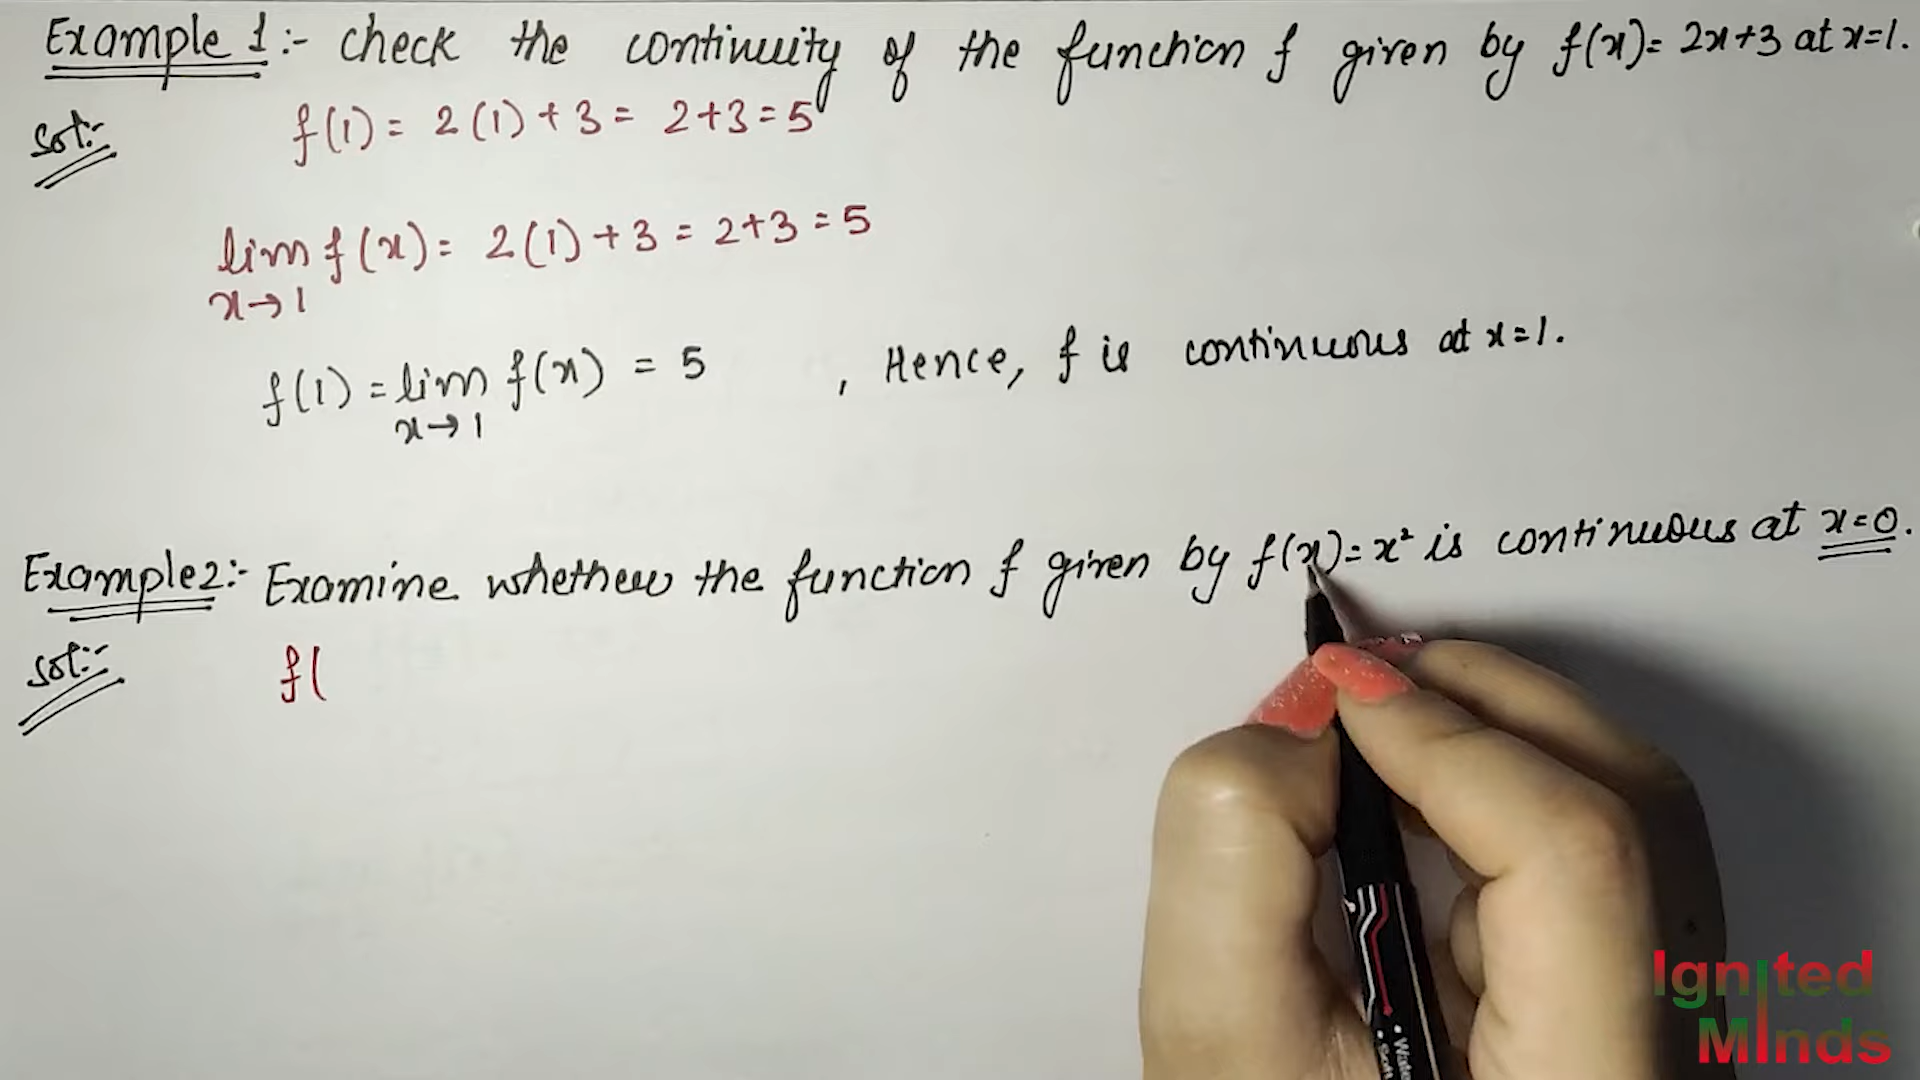 Example 1:- check the continuity of the function f given by f(x)= 2x+3 at x=1.
Sol:- f(1)= 2(1)+3= 2+3=5
lim f(x)= 2(1)+3= 2+3=5
x→1
f(1)=lim f(x) = 5 , Hence, f is continuous at x=1.
x→1
Example2:- Examine whether the function f given by f(x)=x² is continuous at x=0.
Sol:- f(
Ignited
Minds